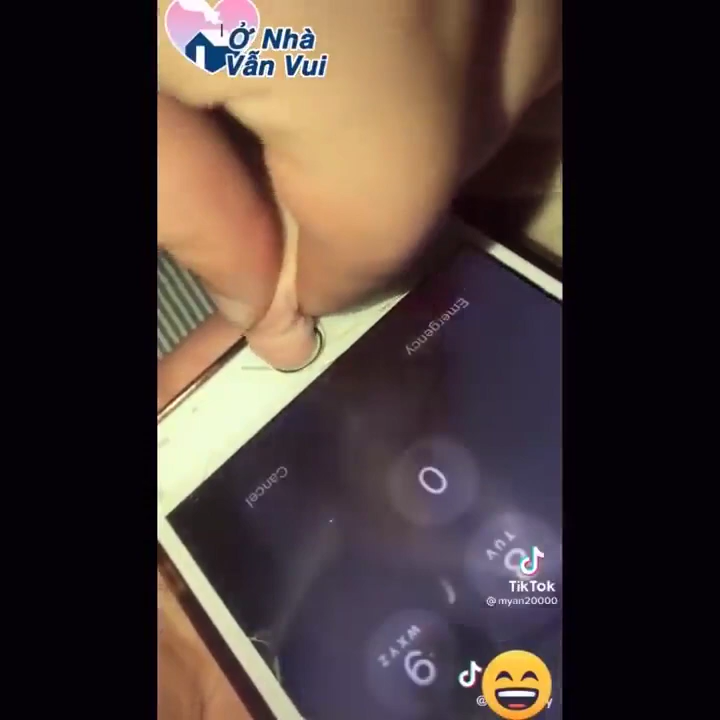 Ở Nhà
Vẫn Vui
Emergency
Cancel
0
TUV
8
WXYZ
9
TikTok
@myan20000